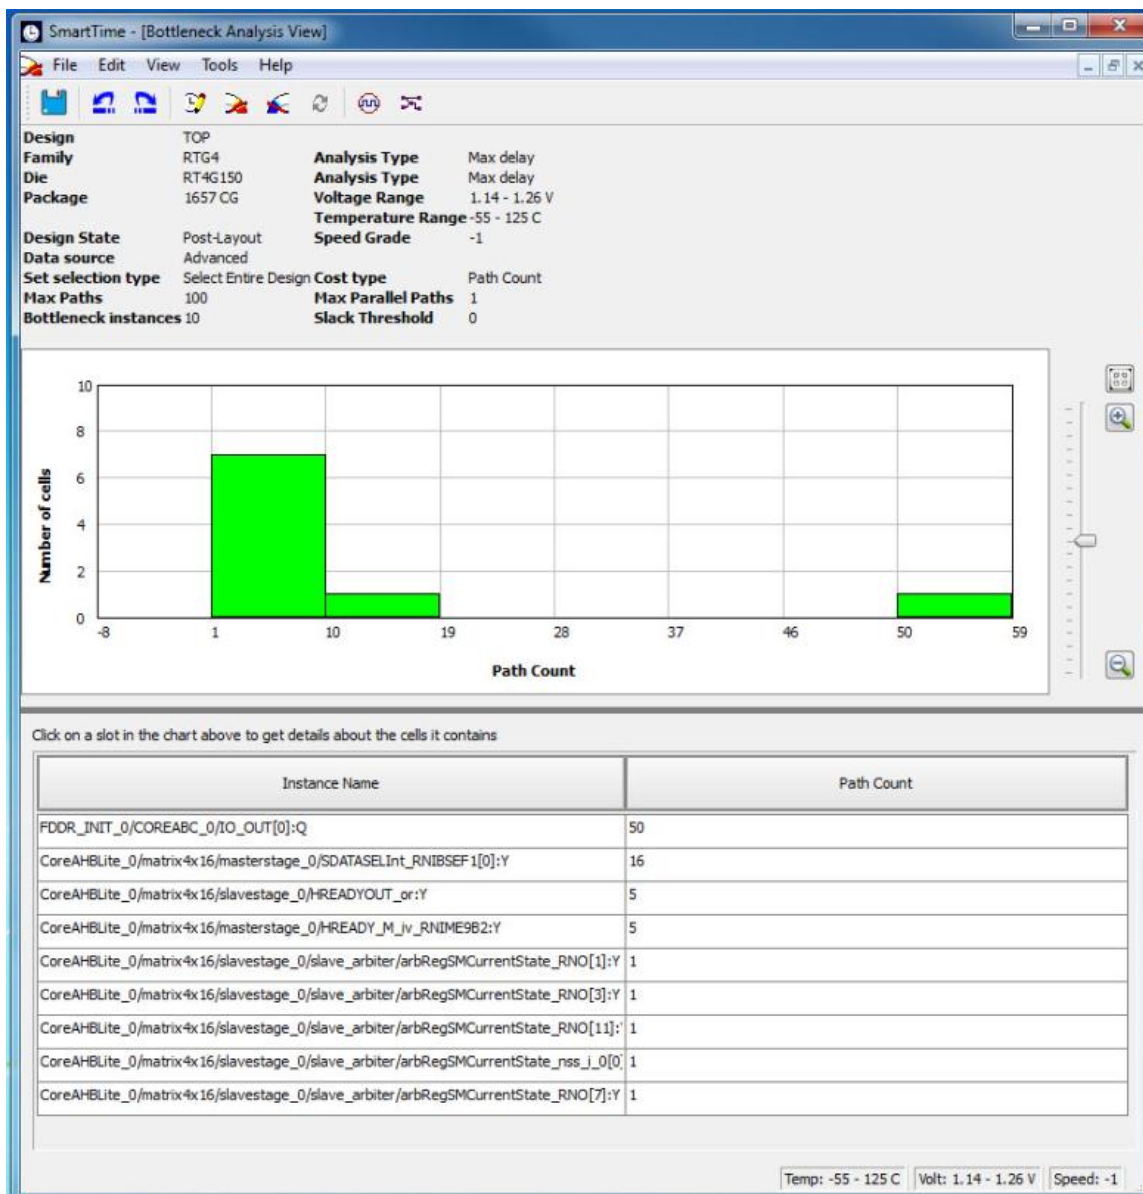 SmartTime - [Bottleneck Analysis View]
File Edit View Tools Help
Design TOP
Family RTG4 Analysis Type Max delay
Die RT4G150 Analysis Type Max delay
Package 1657 CG Voltage Range 1.14 - 1.26 V
Temperature Range -55 - 125 C
Design State Post-Layout Speed Grade -1
Data source Advanced
Set selection type Select Entire Design Cost type Path Count
Max Paths 100 Max Parallel Paths 1
Bottleneck instances 10 Slack Threshold 0
10
8
6
4
2
0
Number of cells
-8 1 10 19 28 37 46 50 59
Path Count
Click on a slot in the chart above to get details about the cells it contains
Instance Name Path Count
FDDR_INIT_0/COREABC_0/IO_OUT[0]:Q 50
CoreAHBLite_0/matrix4x16/masterstage_0/SDATASELInt_RNIBSEF1[0]:Y 16
CoreAHBLite_0/matrix4x16/slavestage_0/HREADYOUT_or:Y 5
CoreAHBLite_0/matrix4x16/masterstage_0/HREADY_M_iv_RNIME9B2:Y 5
CoreAHBLite_0/matrix4x16/slavestage_0/slave_arbiter/arbRegSMCurrentState_RNO[1]:Y 1
CoreAHBLite_0/matrix4x16/slavestage_0/slave_arbiter/arbRegSMCurrentState_RNO[3]:Y 1
CoreAHBLite_0/matrix4x16/slavestage_0/slave_arbiter/arbRegSMCurrentState_RNO[11]: 1
CoreAHBLite_0/matrix4x16/slavestage_0/slave_arbiter/arbRegSMCurrentState_nss_i_0[0] 1
CoreAHBLite_0/matrix4x16/slavestage_0/slave_arbiter/arbRegSMCurrentState_RNO[7]:Y 1
Temp: -55 - 125 C Volt: 1.14 - 1.26 V Speed: -1